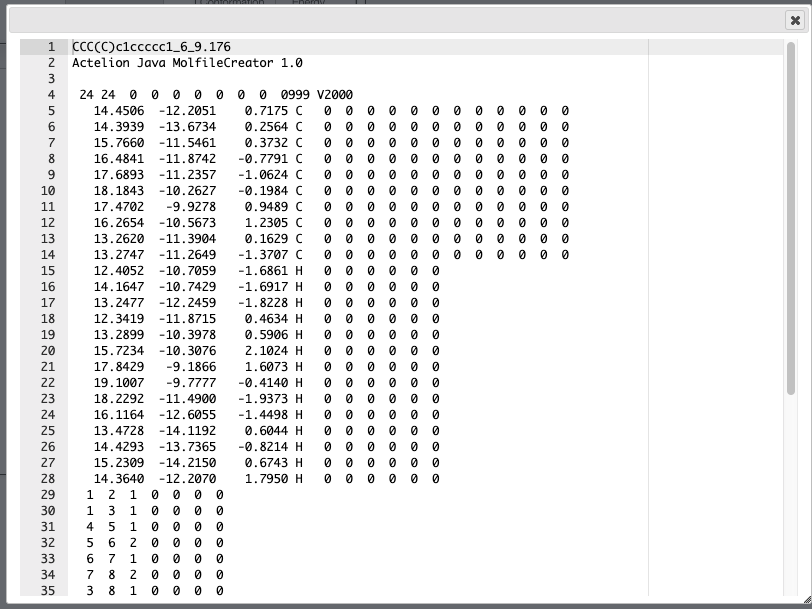 Conformation Energy
1 CCC(C)c1ccccc1_6_9.176
2 Actelion Java MolfileCreator 1.0
3
4 24 24 0 0 0 0 0 0 0 0999 V2000
5 14.4506 -12.2051 0.7175 C 0 0 0 0 0 0 0 0 0 0 0 0
6 14.3939 -13.6734 0.2564 C 0 0 0 0 0 0 0 0 0 0 0 0
7 15.7660 -11.5461 0.3732 C 0 0 0 0 0 0 0 0 0 0 0 0
8 16.4841 -11.8742 -0.7791 C 0 0 0 0 0 0 0 0 0 0 0 0
9 17.6893 -11.2357 -1.0624 C 0 0 0 0 0 0 0 0 0 0 0 0
10 18.1843 -10.2627 -0.1984 C 0 0 0 0 0 0 0 0 0 0 0 0
11 17.4702 -9.9278 0.9489 C 0 0 0 0 0 0 0 0 0 0 0 0
12 16.2654 -10.5673 1.2305 C 0 0 0 0 0 0 0 0 0 0 0 0
13 13.2620 -11.3904 0.1629 C 0 0 0 0 0 0 0 0 0 0 0 0
14 13.2747 -11.2649 -1.3707 C 0 0 0 0 0 0 0 0 0 0 0 0
15 12.4052 -10.7059 -1.6861 H 0 0 0 0 0 0
16 14.1647 -10.7429 -1.6917 H 0 0 0 0 0 0
17 13.2477 -12.2459 -1.8228 H 0 0 0 0 0 0
18 12.3419 -11.8715 0.4634 H 0 0 0 0 0 0
19 13.2899 -10.3978 0.5906 H 0 0 0 0 0 0
20 15.7234 -10.3076 2.1024 H 0 0 0 0 0 0
21 17.8429 -9.1866 1.6073 H 0 0 0 0 0 0
22 19.1007 -9.7777 -0.4140 H 0 0 0 0 0 0
23 18.2292 -11.4900 -1.9373 H 0 0 0 0 0 0
24 16.1164 -12.6055 -1.4498 H 0 0 0 0 0 0
25 13.4728 -14.1192 0.6044 H 0 0 0 0 0 0
26 14.4293 -13.7365 -0.8214 H 0 0 0 0 0 0
27 15.2309 -14.2150 0.6743 H 0 0 0 0 0 0
28 14.3640 -12.2070 1.7950 H 0 0 0 0 0 0
29 1 2 1 0 0 0 0
30 1 3 1 0 0 0 0
31 4 5 1 0 0 0 0
32 5 6 2 0 0 0 0
33 6 7 1 0 0 0 0
34 7 8 2 0 0 0 0
35 3 8 1 0 0 0 0